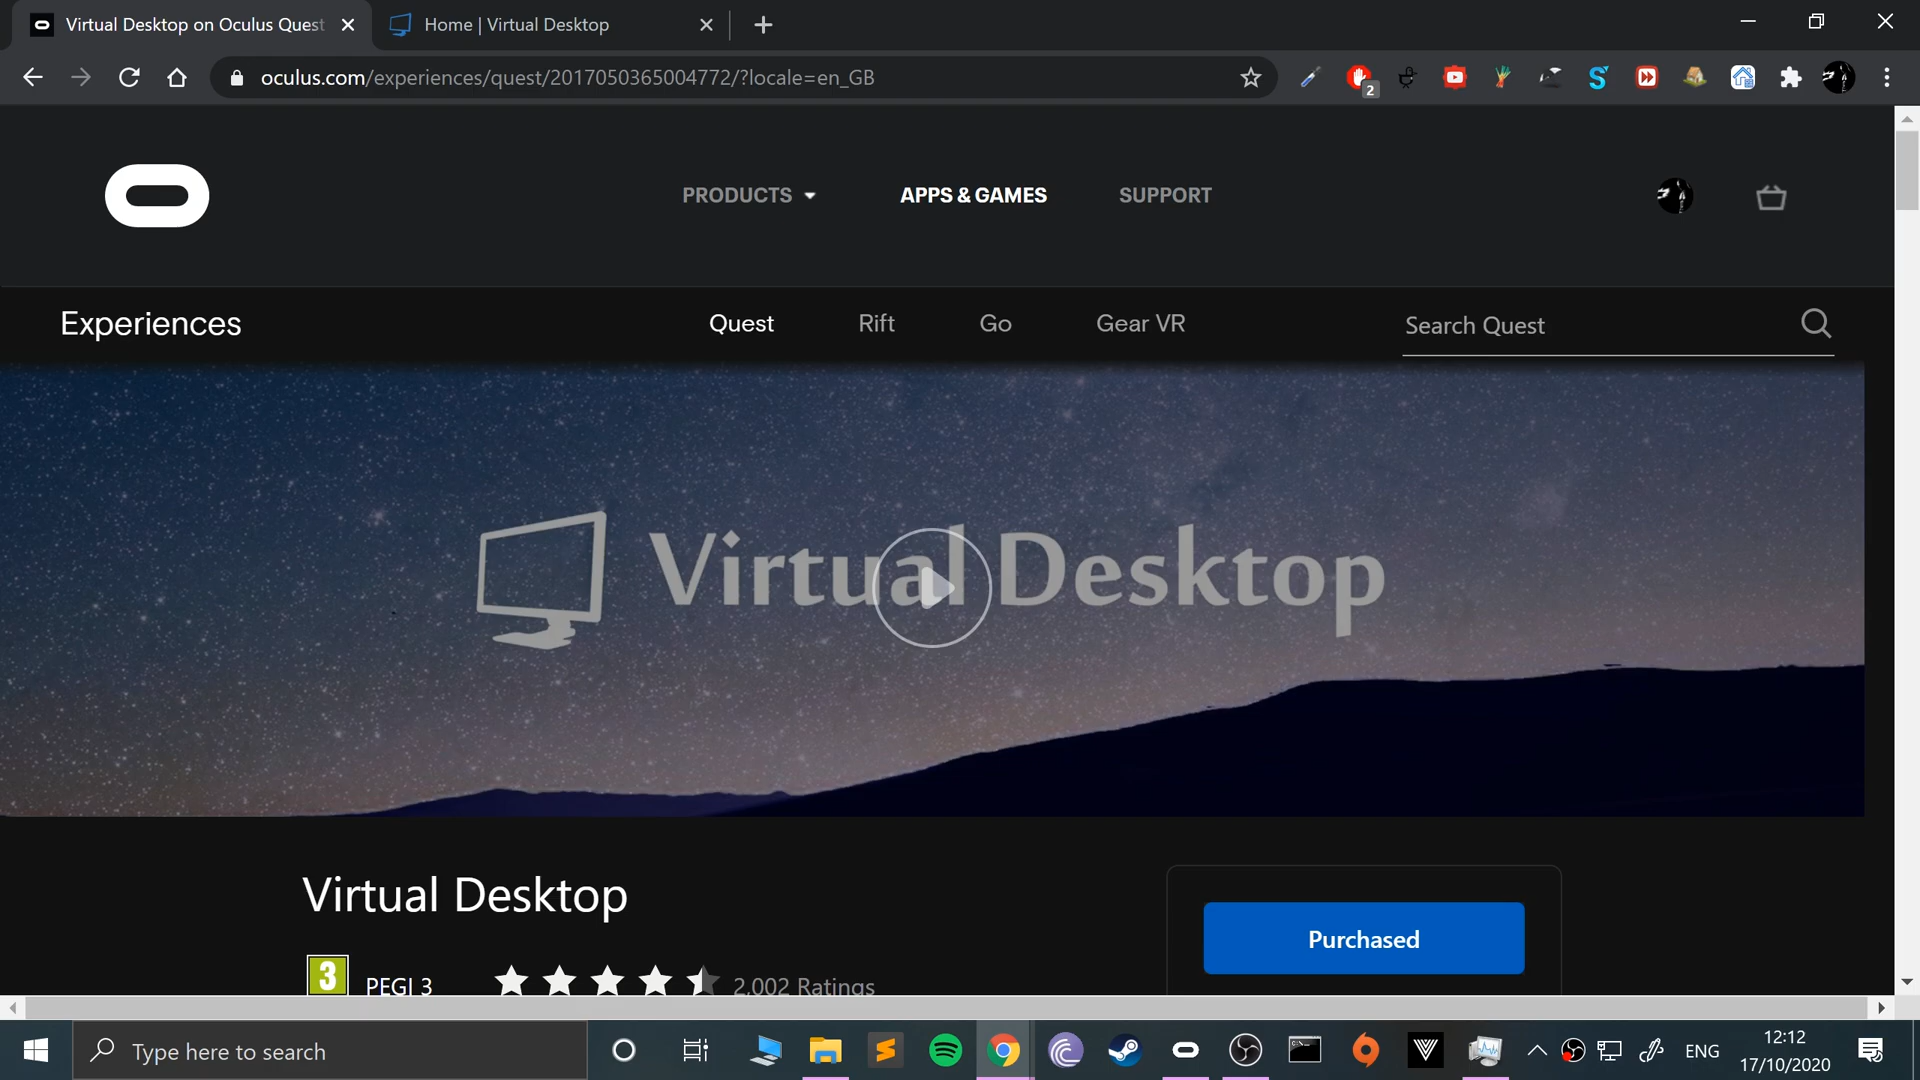 Virtual Desktop on Oculus Quest
Home | Virtual Desktop
oculus.com/experiences/quest/2017050365004772/?locale=en_GB
2
PRODUCTS
APPS & GAMES
SUPPORT
Experiences
Quest
Rift
Go
Gear VR
Search Quest
Virtual Desktop
Virtual Desktop
Purchased
3
PEGI 3
2,002 Ratings
Type here to search
ENG
12:12
17/10/2020